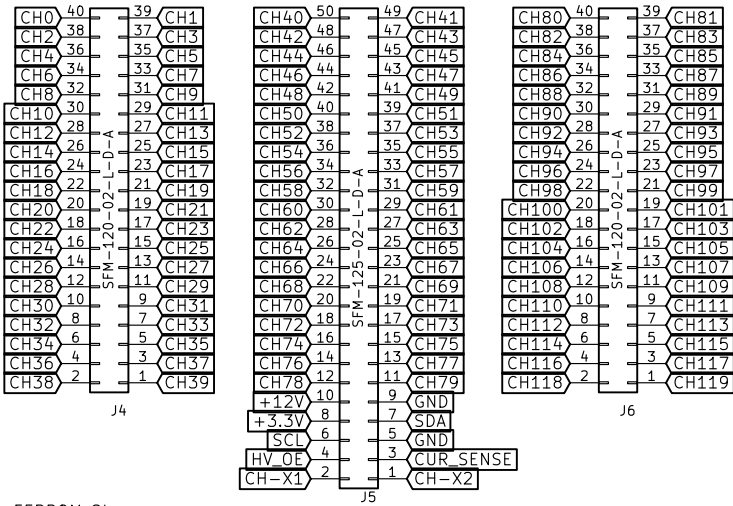 CH0 40 39 CH1 CH40 50 49 CH41 CH80 40 39 CH81
CH2 38 37 CH3 CH42 48 47 CH43 CH82 38 37 CH83
CH4 36 35 CH5 CH44 46 45 CH45 CH84 36 35 CH85
CH6 34 33 CH7 CH46 44 43 CH47 CH86 34 33 CH87
CH8 32 31 CH9 CH48 42 41 CH49 CH88 32 31 CH89
CH10 30 29 CH11 CH50 40 39 CH51 CH90 30 29 CH91
CH12 28 27 CH13 CH52 38 37 CH53 CH92 28 27 CH93
CH14 26 25 CH15 CH54 36 35 CH55 CH94 26 25 CH95
CH16 24 23 CH17 CH56 34 33 CH57 CH96 24 23 CH97
CH18 22 21 CH19 CH58 32 31 CH59 CH98 22 21 CH99
CH20 20 19 CH21 CH60 30 29 CH61 CH100 20 19 CH101
CH22 18 17 CH23 CH62 28 27 CH63 CH102 18 17 CH103
CH24 16 15 CH25 CH64 26 25 CH65 CH104 16 15 CH105
CH26 14 13 CH27 CH66 24 23 CH67 CH106 14 13 CH107
CH28 12 11 CH29 CH68 22 21 CH69 CH108 12 11 CH109
CH30 10 9 CH31 CH70 20 19 CH71 CH110 10 9 CH111
CH32 8 7 CH33 CH72 18 17 CH73 CH112 8 7 CH113
CH34 6 5 CH35 CH74 16 15 CH75 CH114 6 5 CH115
CH36 4 3 CH37 CH76 14 13 CH77 CH116 4 3 CH117
CH38 2 1 CH39 CH78 12 11 CH79 CH118 2 1 CH119
+12V 10 9 GND
+3.3V 8 7 SDA
SCL 6 5 GND
HV_OE 4 3 CUR_SENSE
CH-X1 2 1 CH-X2
SFM-120-02-L-D-A
SFM-125-02-L-D-A
SFM-120-02-L-D-A
J4
J6
J5